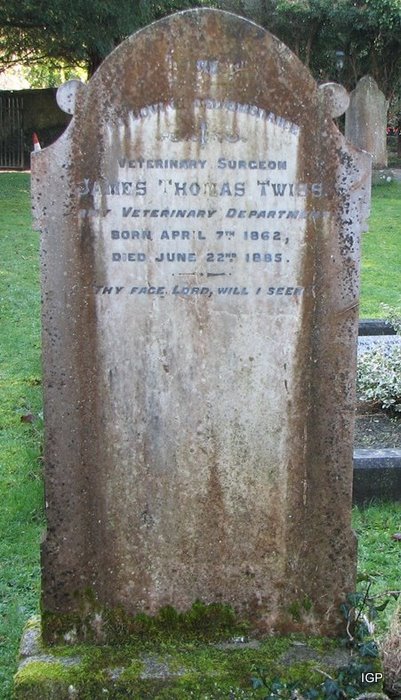 VETERINARY SURGEON
JAMES THOMAS TWISS
VETERINARY DEPARTMENT
BORN APRIL 7TH 1862,
DIED JUNE 22ND 1885.
THY FACE, LORD, WILL I SEEK
IGP